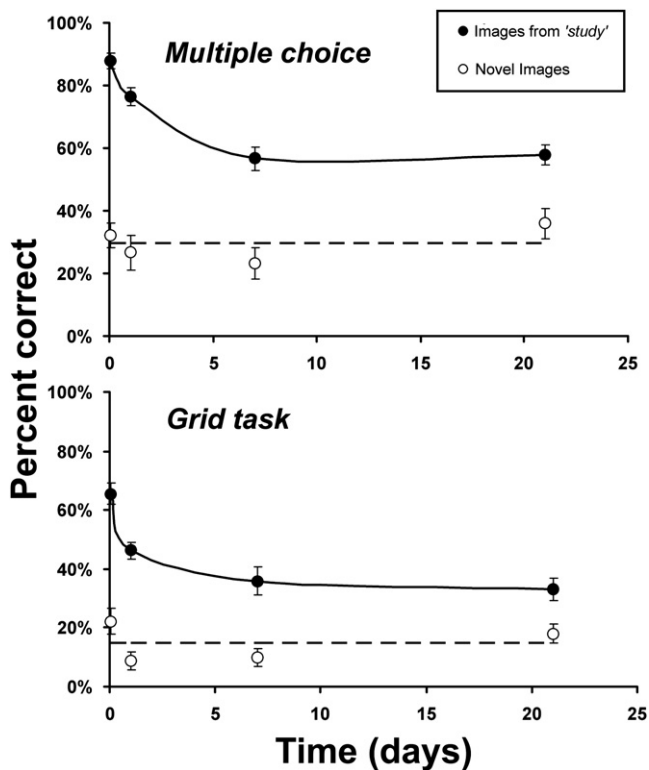 100%
Multiple choice
Images from 'study'
Novel Images
80%
60%
40%
20%
0%
0 5 10 15 20 25
Percent correct
100%
Grid task
80%
60%
40%
20%
0%
0 5 10 15 20 25
Time (days)